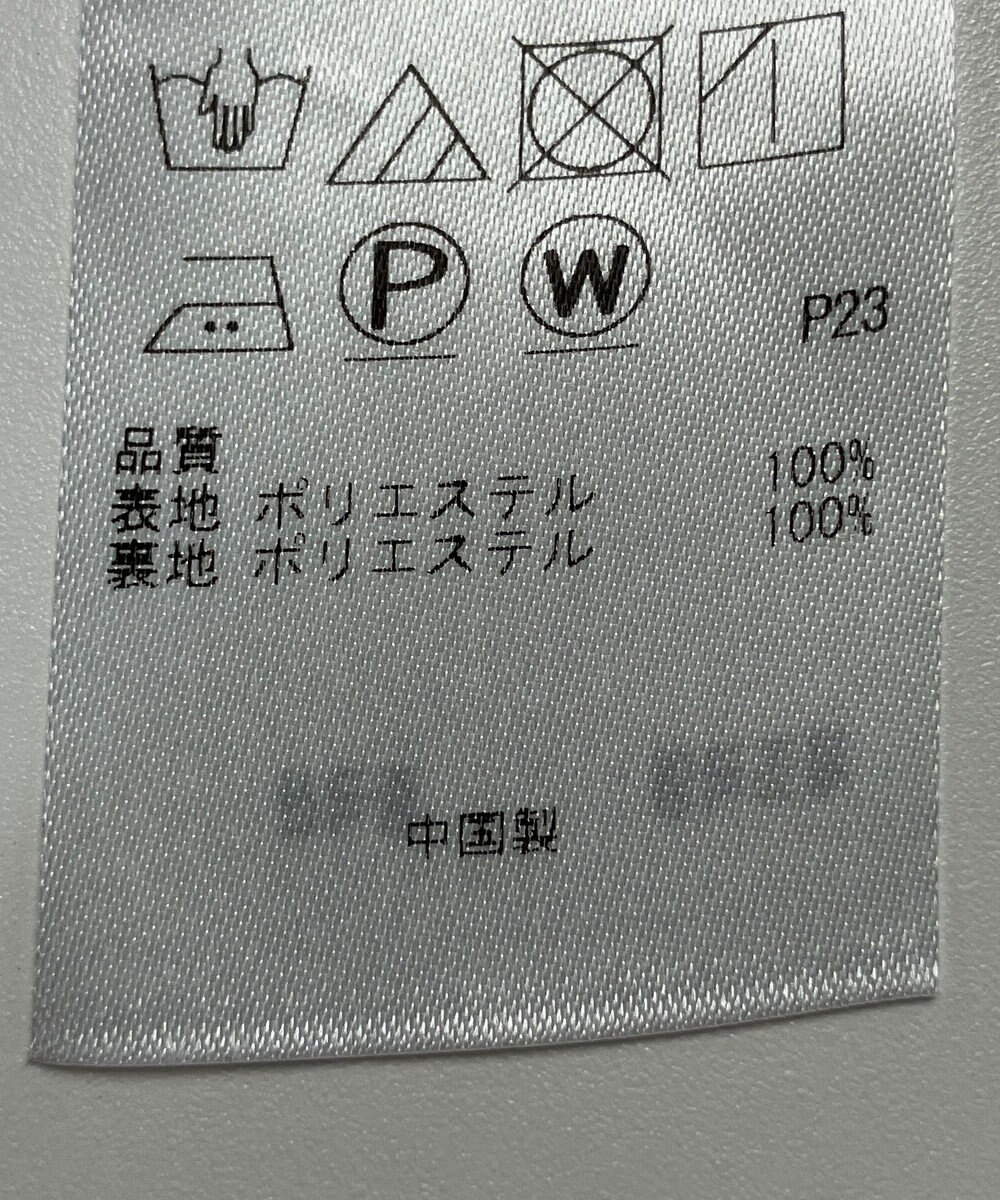 P W P23
品質
表地 ポリエステル 100%
裏地 ポリエステル 100%
中国製